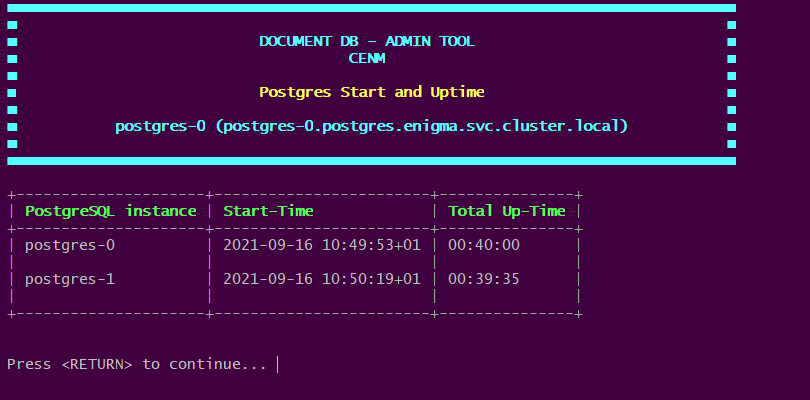 DOCUMENT DB - ADMIN TOOL
CENM
Postgres Start and Uptime
postgres-0 (postgres-0.postgres.enigma.svc.cluster.local)
+---------------------+------------------------+---------------+
| PostgreSQL instance | Start-Time             | Total Up-Time |
+---------------------+------------------------+---------------+
| postgres-0          | 2021-09-16 10:49:53+01 | 00:40:00      |
|                     |                        |               |
| postgres-1          | 2021-09-16 10:50:19+01 | 00:39:35      |
|                     |                        |               |
+---------------------+------------------------+---------------+
Press <RETURN> to continue...